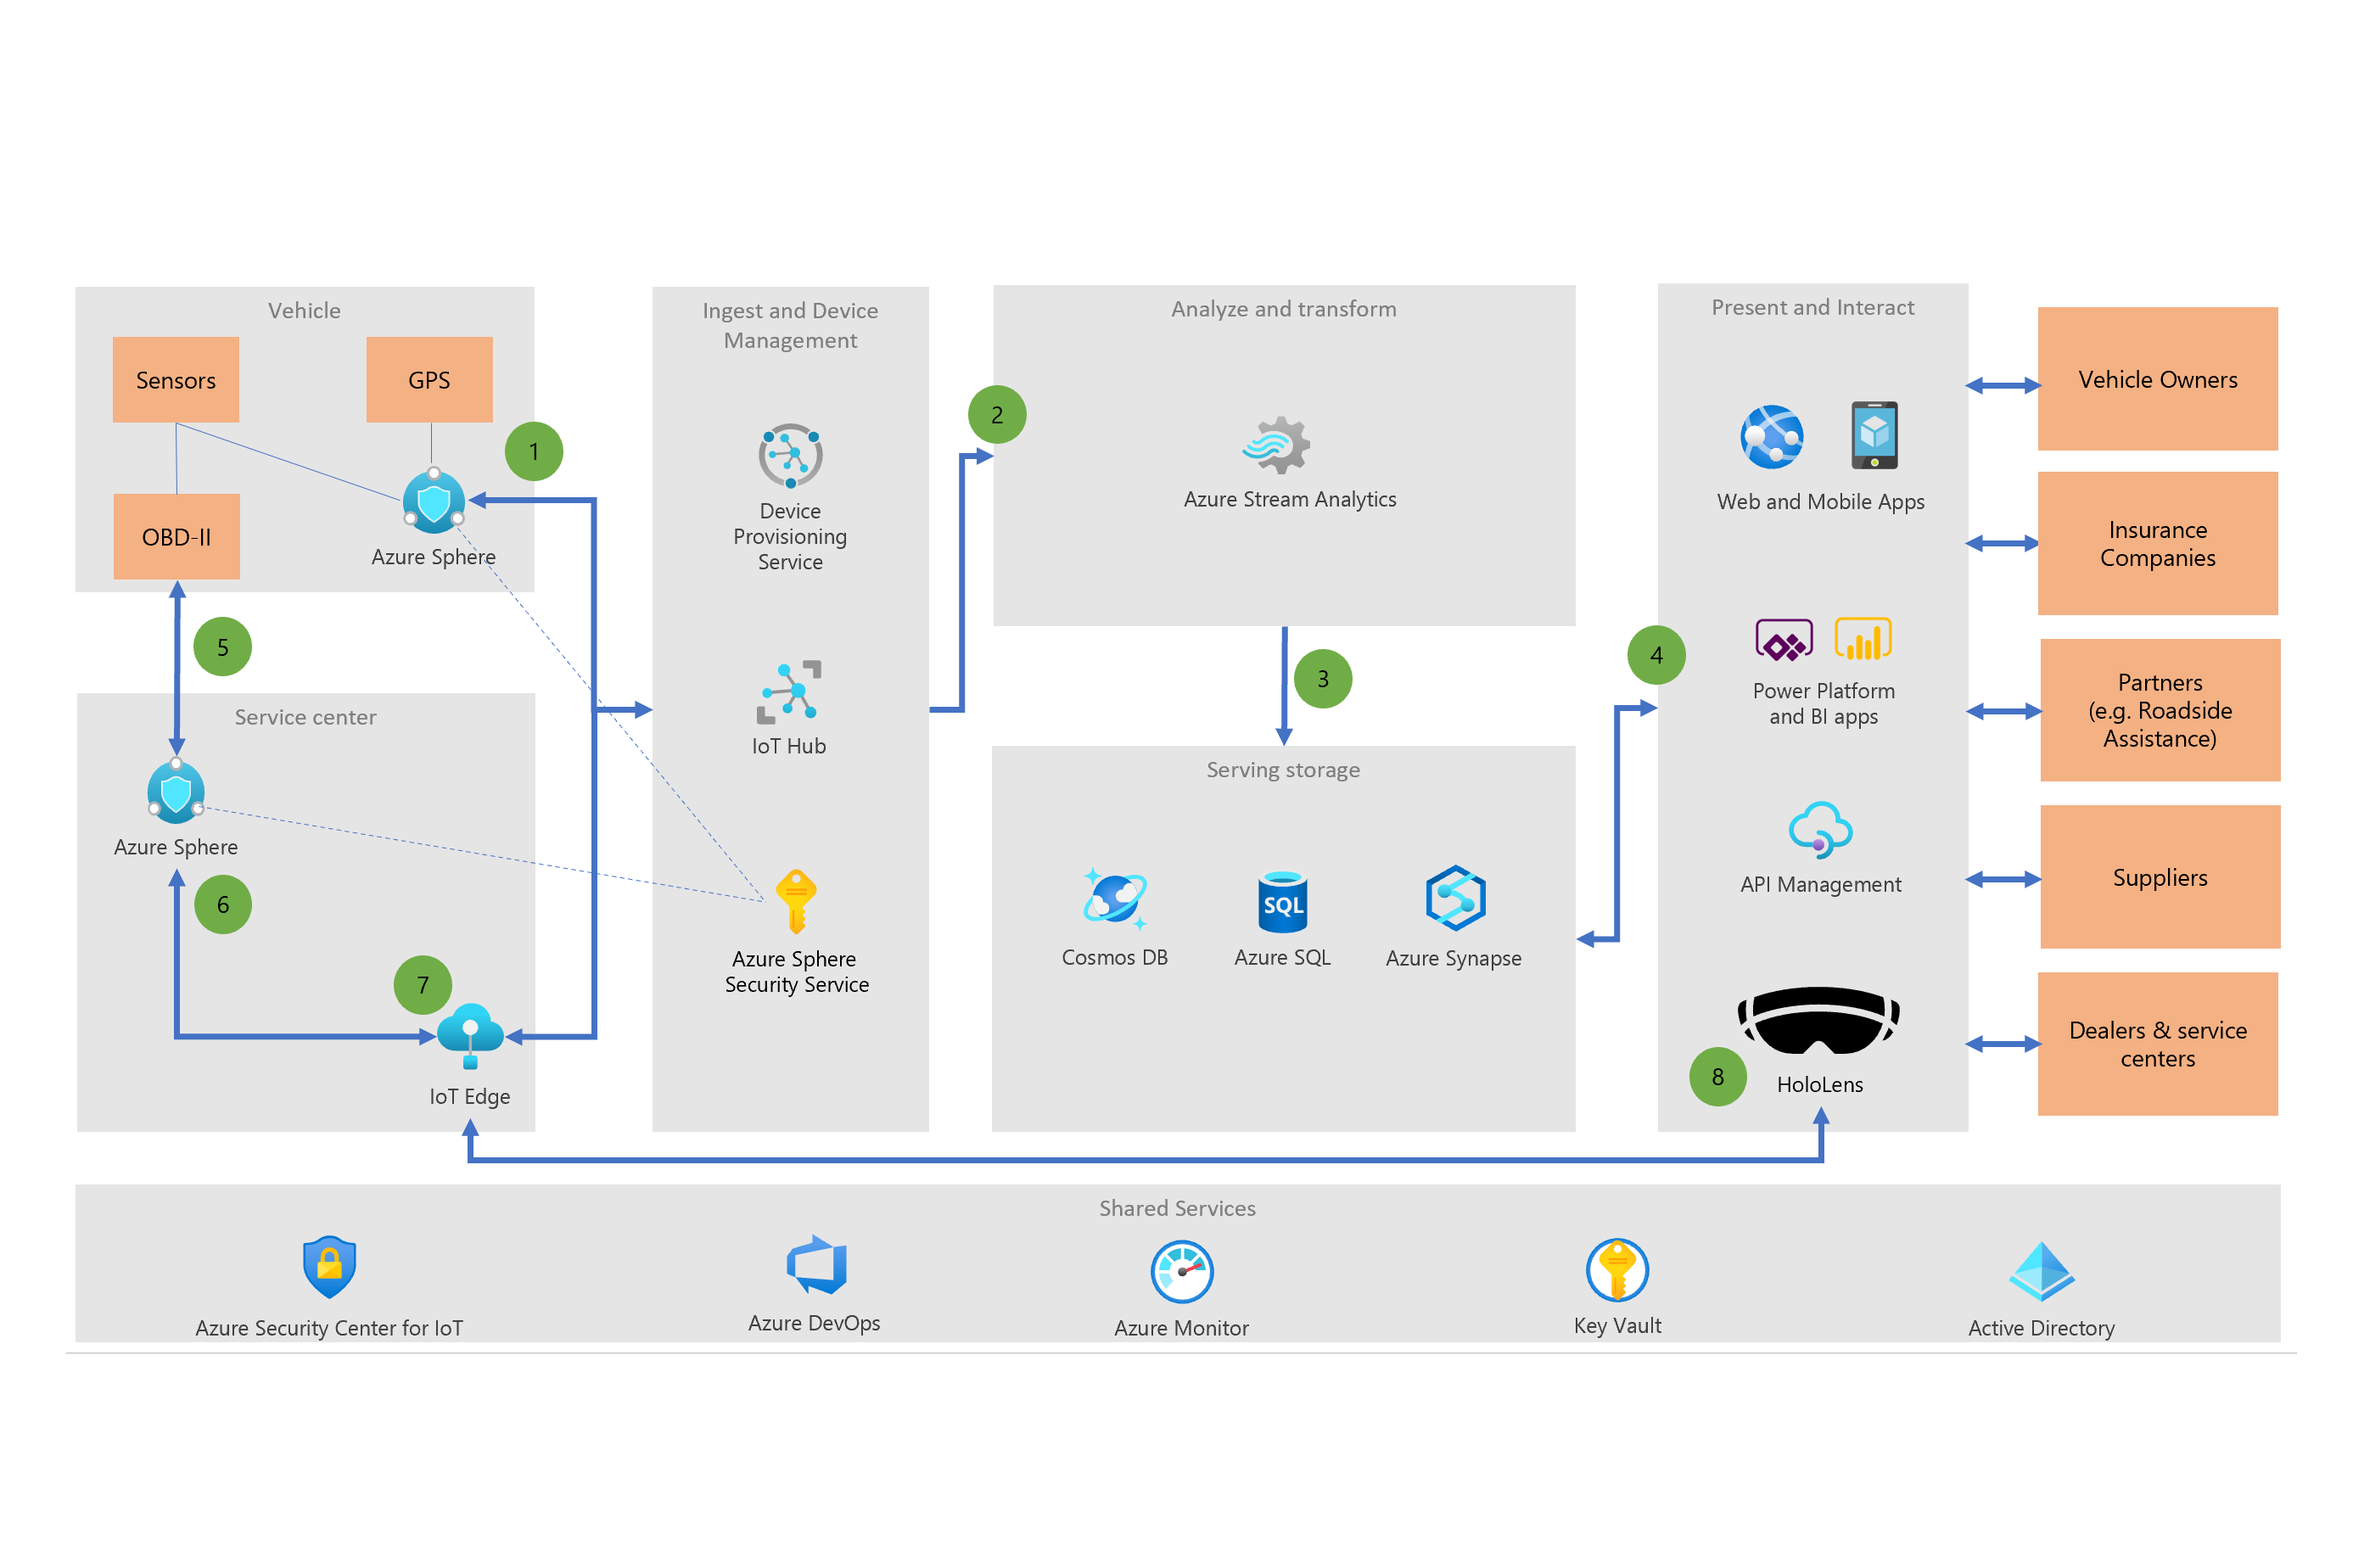 Vehicle
Sensors
GPS
1
OBD-II
Azure Sphere
5
Service center
Azure Sphere
6
7
IoT Edge
Ingest and Device
Management
Device
Provisioning
Service
IoT Hub
Azure Sphere
Security Service
2
Analyze and transform
Azure Stream Analytics
3
Serving storage
SQL
Cosmos DB
Azure SQL
Azure Synapse
4
Present and Interact
Web and Mobile Apps
Power Platform
and BI apps
API Management
8
HoloLens
Vehicle Owners
Insurance
Companies
Partners
(e.g. Roadside
Assistance)
Suppliers
Dealers & service
centers
Shared Services
Azure Security Center for IoT
Azure DevOps
Azure Monitor
Key Vault
Active Directory